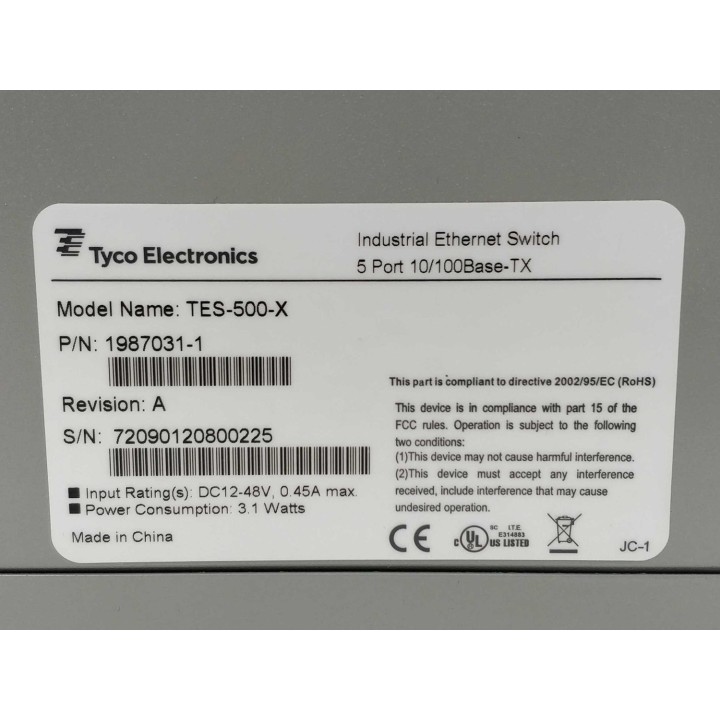 Tyco Electronics
Industrial Ethernet Switch
5 Port 10/100Base-TX
Model Name: TES-500-X
P/N: 1987031-1
Revision: A
S/N: 72090120800225
■ Input Rating(s): DC12-48V, 0.45A max.
■ Power Consumption: 3.1 Watts
Made in China
This part is compliant to directive 2002/95/EC (RoHS)
This device is in compliance with part 15 of the
FCC rules. Operation is subject to the following
two conditions:
(1)This device may not cause harmful interference.
(2)This device must accept any interference
received, include interference that may cause
undesired operation.
CE
c UL US LISTED
SC I.T.E.
E314883
JC-1